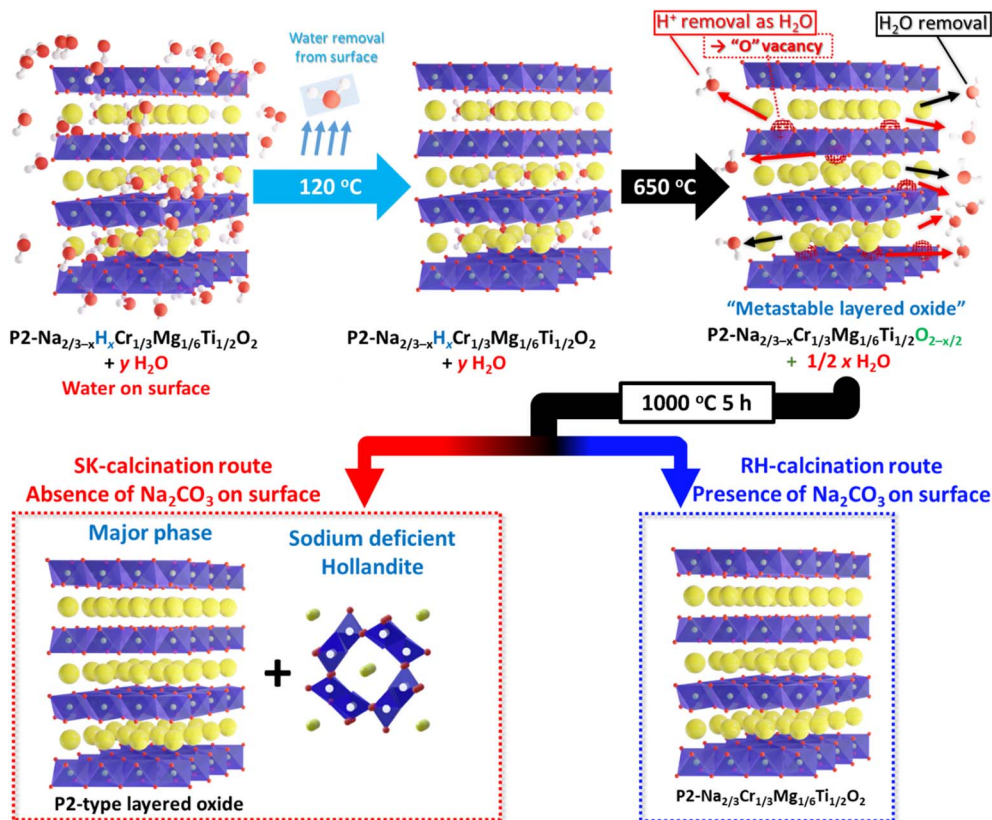 Water removal
from surface
H⁺ removal as H₂O
→ “O” vacancy
H₂O removal
120 °C
650 °C
P2-Na₂/₃₋ₓHₓCr₁/₃Mg₁/₆Ti₁/₂O₂
+ y H₂O
Water on surface
P2-Na₂/₃₋ₓHₓCr₁/₃Mg₁/₆Ti₁/₂O₂
+ y H₂O
“Metastable layered oxide”
P2-Na₂/₃₋ₓCr₁/₃Mg₁/₆Ti₁/₂O₂₋ₓ/₂
+ 1/2 x H₂O
1000 °C 5 h
SK-calcination route
Absence of Na₂CO₃ on surface
RH-calcination route
Presence of Na₂CO₃ on surface
Major phase
Sodium deficient
Hollandite
+
P2-type layered oxide
P2-Na₂/₃Cr₁/₃Mg₁/₆Ti₁/₂O₂